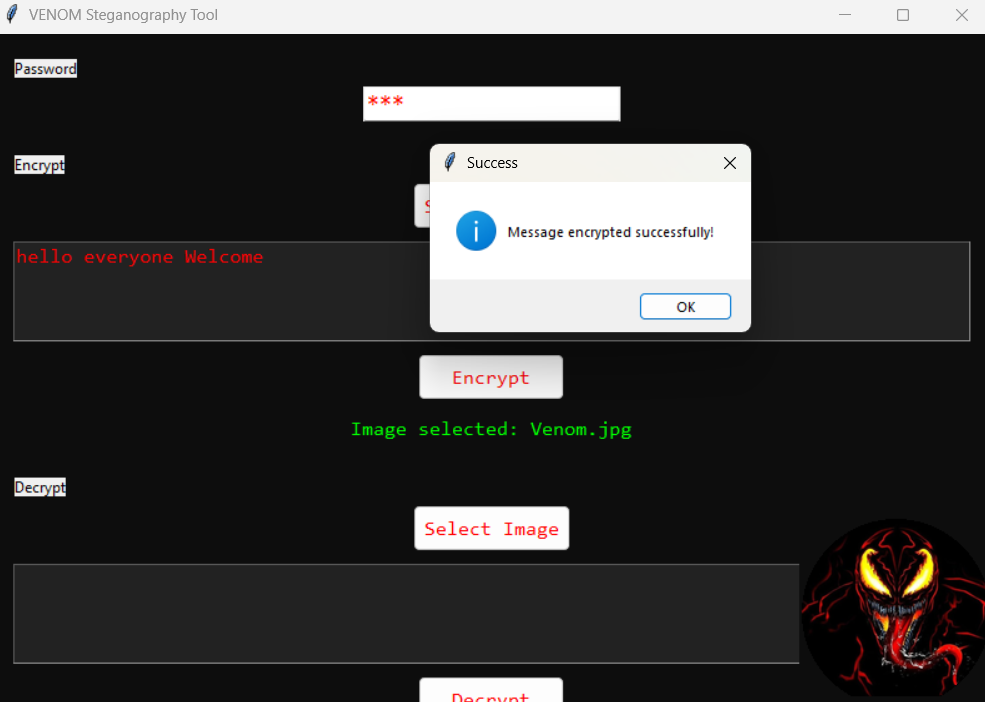 VENOM Steganography Tool
Password
***
Encrypt
Success
Message encrypted successfully!
OK
hello everyone Welcome
Encrypt
Image selected: Venom.jpg
Decrypt
Select Image
Decrypt